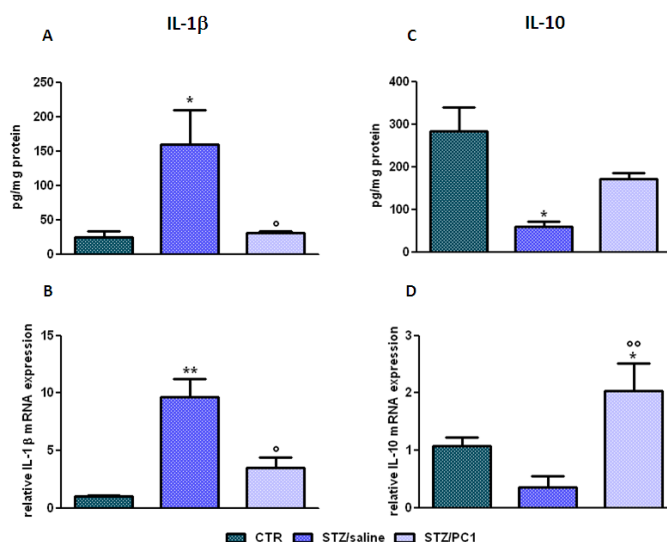 IL-1β
IL-10
A
pg/mg protein
250
200
150
100
50
0
*
°
C
pg/mg protein
400
300
200
100
0
*
B
relative IL-1 β mRNA expression
15
10
5
0
**
°
D
relative IL-10 mRNA expression
3
2
1
0
°°
*
CTR STZ/saline STZ/PC1